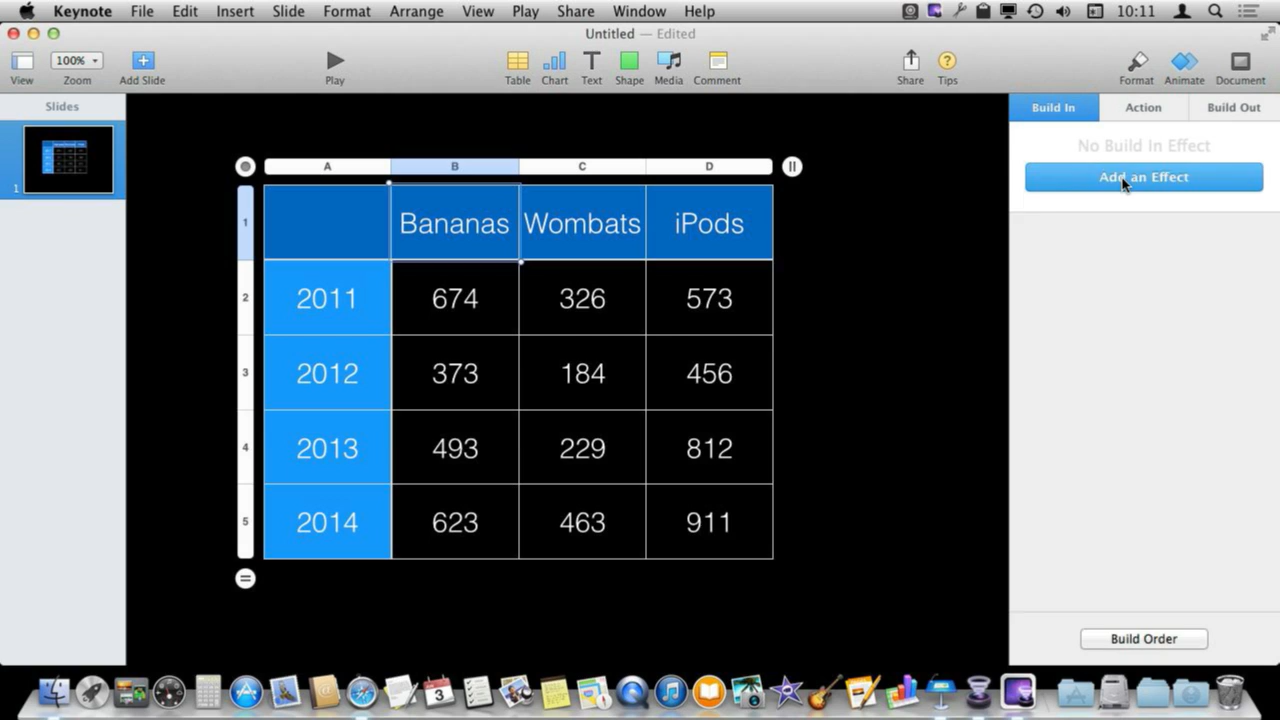 Keynote File Edit Insert Slide Format Arrange View Play Share Window Help 10:11
Untitled — Edited
100%
View Zoom Add Slide Play Table Chart Text Shape Media Comment Share Tips Format Animate Document
Slides
Build In Action Build Out
No Build In Effect
Add an Effect
A B C D
1 Bananas Wombats iPods
2 2011 674 326 573
3 2012 373 184 456
4 2013 493 229 812
5 2014 623 463 911
1
Build Order
3